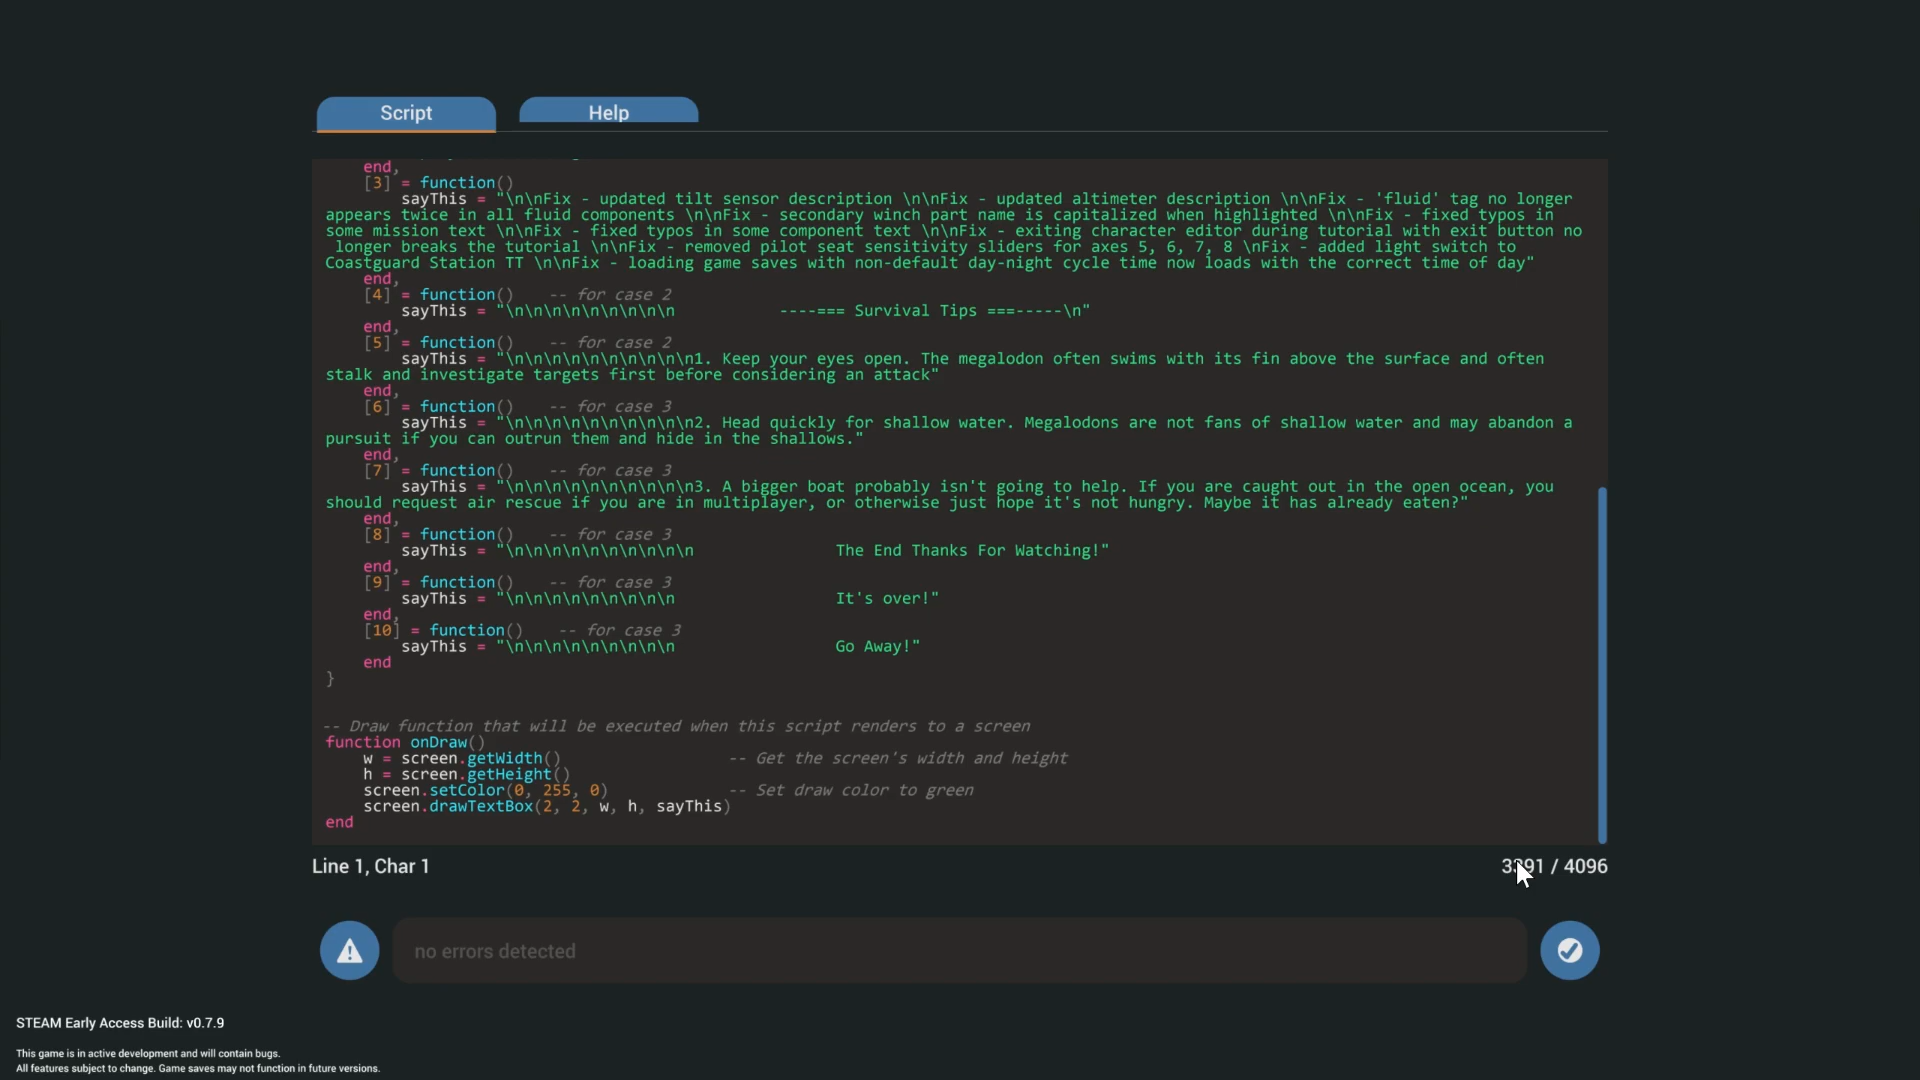 Script
Help
end,
[3] = function()
sayThis = "\n\nFix - updated tilt sensor description \n\nFix - updated altimeter description \n\nFix - 'fluid' tag no longer
appears twice in all fluid components \n\nFix - secondary winch part name is capitalized when highlighted \n\nFix - fixed typos in
some mission text \n\nFix - fixed typos in some component text \n\nFix - exiting character editor during tutorial with exit button no
longer breaks the tutorial \n\nFix - removed pilot seat sensitivity sliders for axes 5, 6, 7, 8 \nFix - added light switch to
Coastguard Station TT \n\nFix - loading game saves with non-default day-night cycle time now loads with the correct time of day"
end,
[4] = function() -- for case 2
sayThis = "\n\n\n\n\n\n\n\n\n ----=== Survival Tips ===-----\n"
end,
[5] = function() -- for case 2
sayThis = "\n\n\n\n\n\n\n\n\n\n1. Keep your eyes open. The megalodon often swims with its fin above the surface and often
stalk and investigate targets first before considering an attack"
end,
[6] = function() -- for case 3
sayThis = "\n\n\n\n\n\n\n\n\n\n2. Head quickly for shallow water. Megalodons are not fans of shallow water and may abandon a
pursuit if you can outrun them and hide in the shallows."
end,
[7] = function() -- for case 3
sayThis = "\n\n\n\n\n\n\n\n\n\n3. A bigger boat probably isn't going to help. If you are caught out in the open ocean, you
should request air rescue if you are in multiplayer, or otherwise just hope it's not hungry. Maybe it has already eaten?"
end,
[8] = function() -- for case 3
sayThis = "\n\n\n\n\n\n\n\n\n\n The End Thanks For Watching!"
end,
[9] = function() -- for case 3
sayThis = "\n\n\n\n\n\n\n\n\n It's over!"
end,
[10] = function() -- for case 3
sayThis = "\n\n\n\n\n\n\n\n\n Go Away!"
end
}
-- Draw function that will be executed when this script renders to a screen
function onDraw()
w = screen.getWidth() -- Get the screen's width and height
h = screen.getHeight()
screen.setColor(0, 255, 0) -- Set draw color to green
screen.drawTextBox(2, 2, w, h, sayThis)
end
Line 1, Char 1
3391 / 4096
no errors detected
STEAM Early Access Build: v0.7.9
This game is in active development and will contain bugs.
All features subject to change. Game saves may not function in future versions.